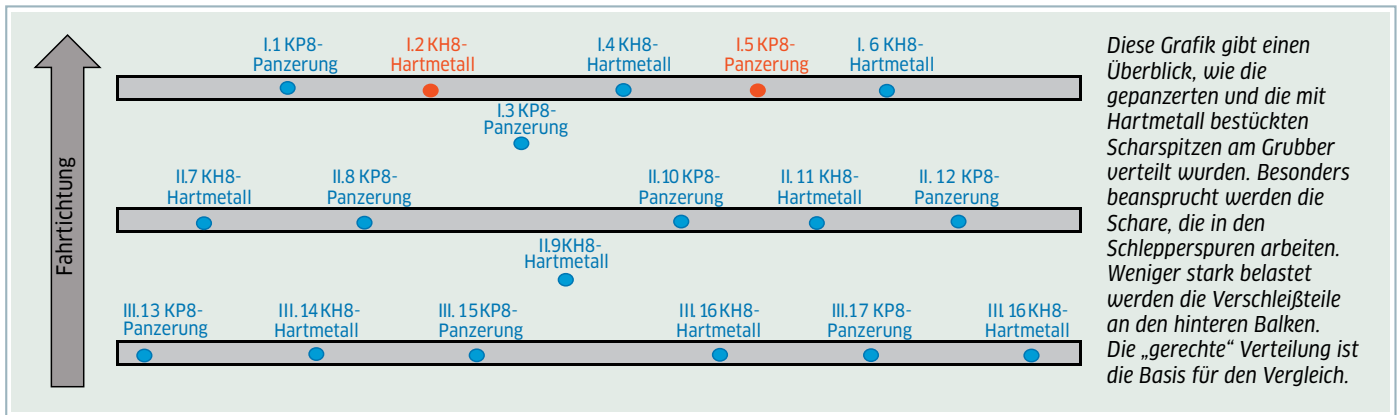 Fahrtichtung
I.1 KP8-
Panzerung
I.2 KH8-
Hartmetall
I.4 KH8-
Hartmetall
I.5 KP8-
Panzerung
I. 6 KH8-
Hartmetall
I.3 KP8-
Panzerung
II.7 KH8-
Hartmetall
II.8 KP8-
Panzerung
II.10 KP8-
Panzerung
II. 11 KH8-
Hartmetall
II. 12 KP8-
Panzerung
II.9KH8-
Hartmetall
III.13 KP8-
Panzerung
III. 14 KH8-
Hartmetall
III. 15 KP8-
Panzerung
III. 16 KH8-
Hartmetall
III.17 KP8-
Panzerung
III. 16 KH8-
Hartmetall
Diese Grafik gibt einen
Überblick, wie die
gepanzerten und die mit
Hartmetall bestückten
Scharspitzen am Grubber
verteilt wurden. Besonders
beansprucht werden die
Schare, die in den
Schlepperspuren arbeiten.
Weniger stark belastet
werden die Verschleißteile
an den hinteren Balken.
Die „gerechte“ Verteilung ist
die Basis für den Vergleich.